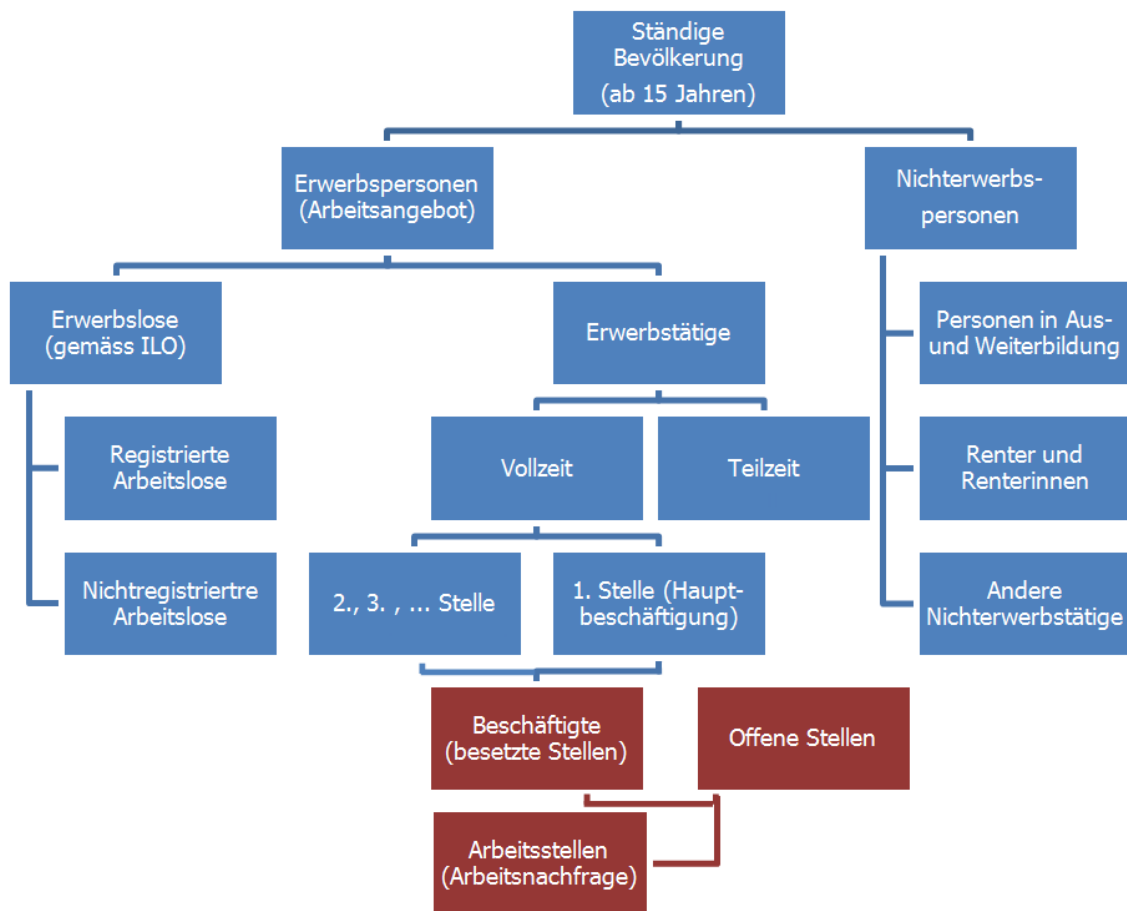 Ständige
Bevölkerung
(ab 15 Jahren)
Erwerbspersonen
(Arbeitsangebot)
Nichterwerbs-
personen
Erwerbslose
(gemäss ILO)
Erwerbstätige
Personen in Aus-
und Weiterbildung
Registrierte
Arbeitslose
Vollzeit
Teilzeit
Renter und
Renterinnen
Nichtregistriertre
Arbeitslose
2., 3. , ... Stelle
1. Stelle (Haupt-
beschäftigung)
Andere
Nichterwerbstätige
Beschäftigte
(besetzte Stellen)
Offene Stellen
Arbeitsstellen
(Arbeitsnachfrage)